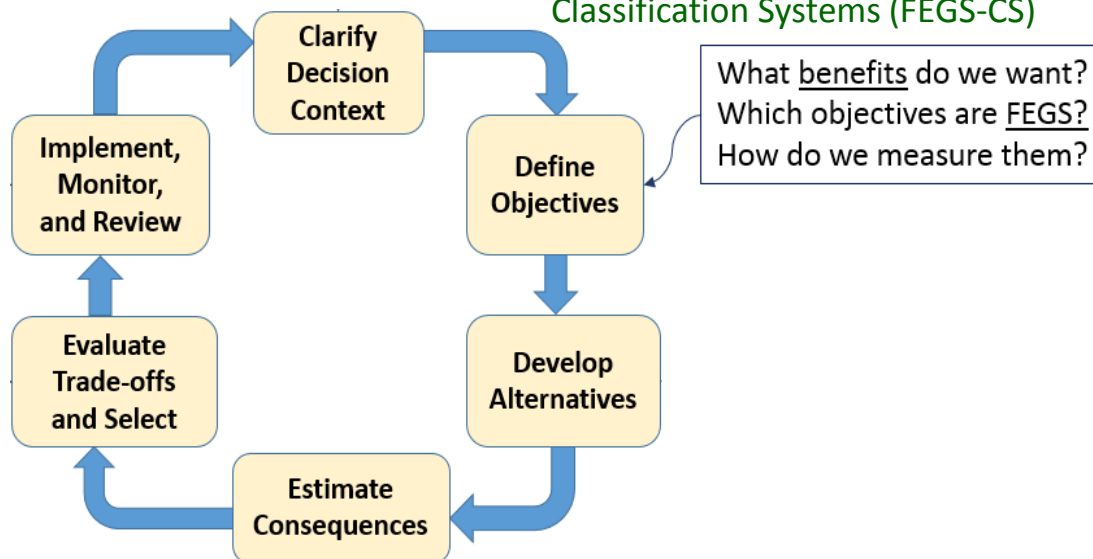 Classification Systems (FEGS-CS)
Clarify
Decision
Context
What benefits do we want?
Which objectives are FEGS?
How do we measure them?
Define
Objectives
Develop
Alternatives
Estimate
Consequences
Evaluate
Trade-offs
and Select
Implement,
Monitor,
and Review